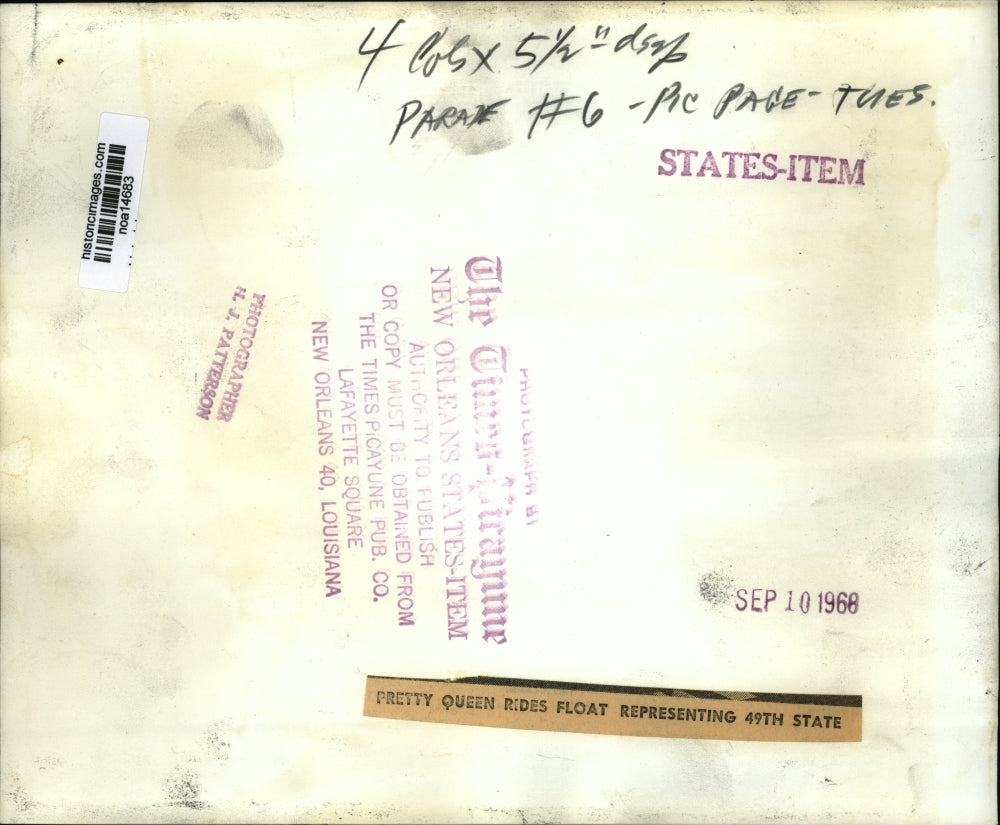 4 Cols x 5½"
PARADE #6 - PIC PAGE - TUES.
STATES-ITEM
historicimages.com
noa14683
PHOTOGRAPHER
H. J. PATTERSON
PHOTOGRAPH BY
The Times-Picayune
NEW ORLEANS STATES-ITEM
AUTHORITY TO PUBLISH
OR COPY MUST BE OBTAINED FROM
THE TIMES PICAYUNE PUB. CO.
LAFAYETTE SQUARE
NEW ORLEANS 40, LOUISIANA
SEP 10 1968
PRETTY QUEEN RIDES FLOAT REPRESENTING 49TH STATE